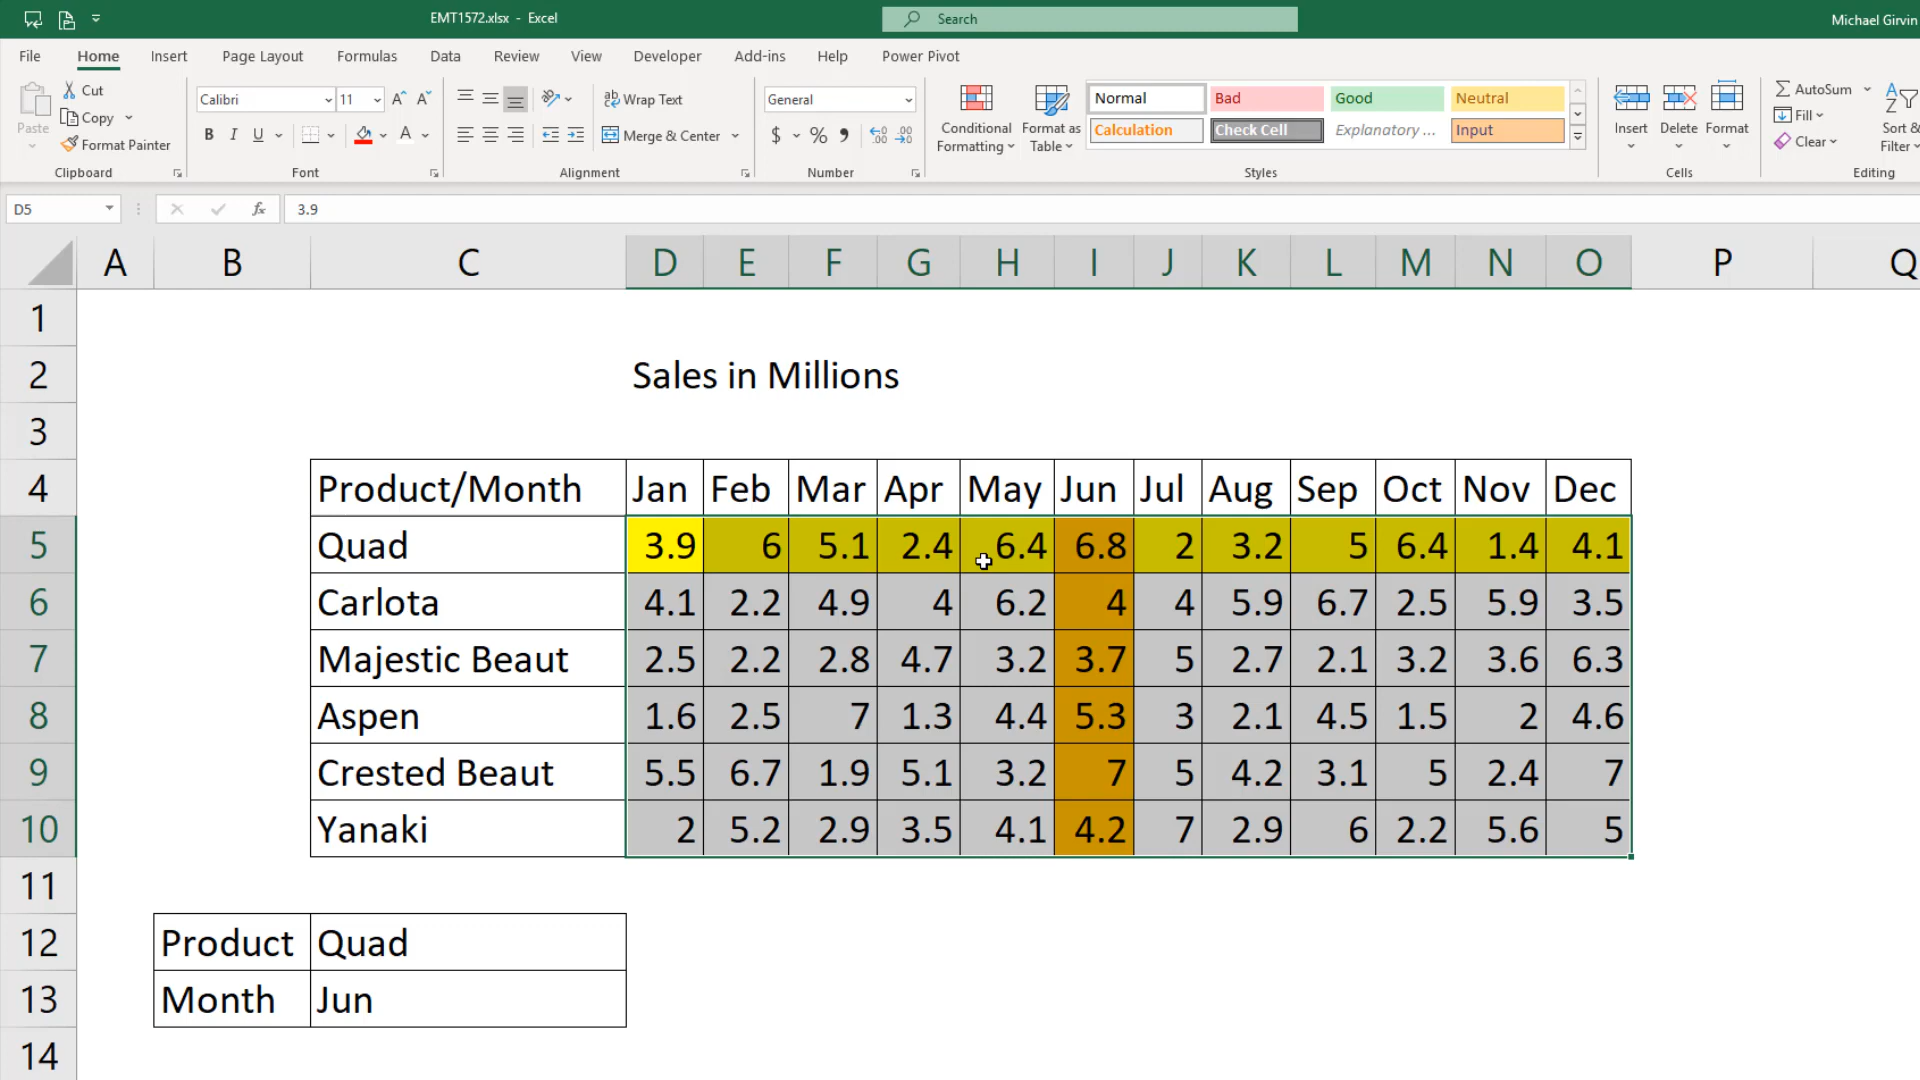 EMT1572.xlsx - Excel
Search
Michael Girvin
File Home Insert Page Layout Formulas Data Review View Developer Add-ins Help Power Pivot
Paste
Cut
Copy
Format Painter
Clipboard
Calibri 11
B I U
Font
Wrap Text
Merge & Center
Alignment
General
$ % ,
Number
Conditional Formatting
Format as Table
Normal Bad Good Neutral
Calculation Check Cell Explanatory ... Input
Styles
Insert Delete Format
Cells
AutoSum
Fill
Clear
Sort & Filter
Editing
D5 fx 3.9
A B C D E F G H I J K L M N O P Q
1
2 Sales in Millions
3
4 Product/Month Jan Feb Mar Apr May Jun Jul Aug Sep Oct Nov Dec
5 Quad 3.9 6 5.1 2.4 6.4 6.8 2 3.2 5 6.4 1.4 4.1
6 Carlota 4.1 2.2 4.9 4 6.2 4 4 5.9 6.7 2.5 5.9 3.5
7 Majestic Beaut 2.5 2.2 2.8 4.7 3.2 3.7 5 2.7 2.1 3.2 3.6 6.3
8 Aspen 1.6 2.5 7 1.3 4.4 5.3 3 2.1 4.5 1.5 2 4.6
9 Crested Beaut 5.5 6.7 1.9 5.1 3.2 7 5 4.2 3.1 5 2.4 7
10 Yanaki 2 5.2 2.9 3.5 4.1 4.2 7 2.9 6 2.2 5.6 5
11
12 Product Quad
13 Month Jun
14